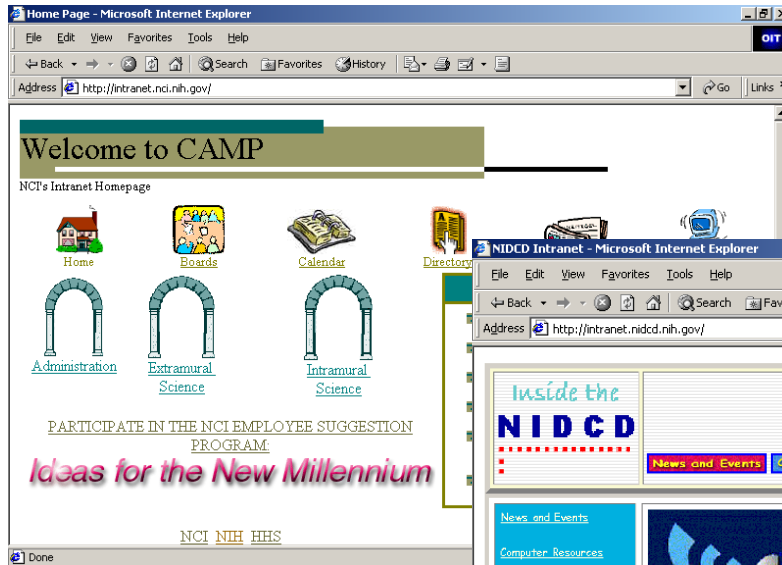 Home Page - Microsoft Internet Explorer
File Edit View Favorites Tools Help
OIT
Back Search Favorites History
Address http://intranet.nci.nih.gov/ Go Links
Welcome to CAMP
NCI's Intranet Homepage
Home Boards Calendar Directory
Administration Extramural Science Intramural Science
PARTICIPATE IN THE NCI EMPLOYEE SUGGESTION
PROGRAM:
Ideas for the New Millennium
NCI NIH HHS
Done
NIDCD Intranet - Microsoft Internet Explorer
File Edit View Favorites Tools Help
Back Search Fav
Address http://intranet.nidcd.nih.gov/
Inside the
NIDCD
News and Events
News and Events
Computer Resources